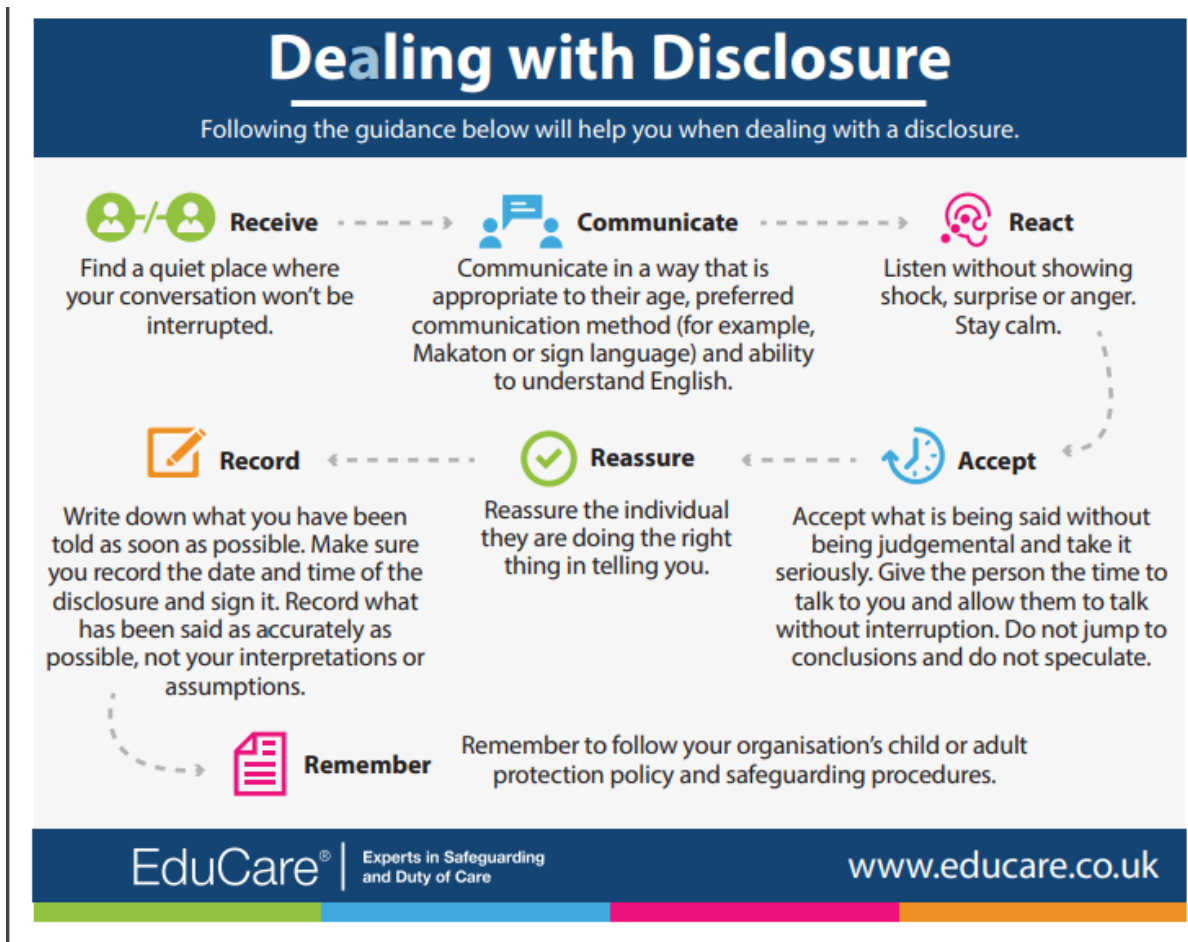 Dealing with Disclosure
Following the guidance below will help you when dealing with a disclosure.
Receive
Find a quiet place where
your conversation won't be
interrupted.
Communicate
Communicate in a way that is
appropriate to their age, preferred
communication method (for example,
Makaton or sign language) and ability
to understand English.
React
Listen without showing
shock, surprise or anger.
Stay calm.
Accept
Accept what is being said without
being judgemental and take it
seriously. Give the person the time to
talk to you and allow them to talk
without interruption. Do not jump to
conclusions and do not speculate.
Reassure
Reassure the individual
they are doing the right
thing in telling you.
Record
Write down what you have been
told as soon as possible. Make sure
you record the date and time of the
disclosure and sign it. Record what
has been said as accurately as
possible, not your interpretations or
assumptions.
Remember
Remember to follow your organisation's child or adult
protection policy and safeguarding procedures.
EduCare®
Experts in Safeguarding
and Duty of Care
www.educare.co.uk